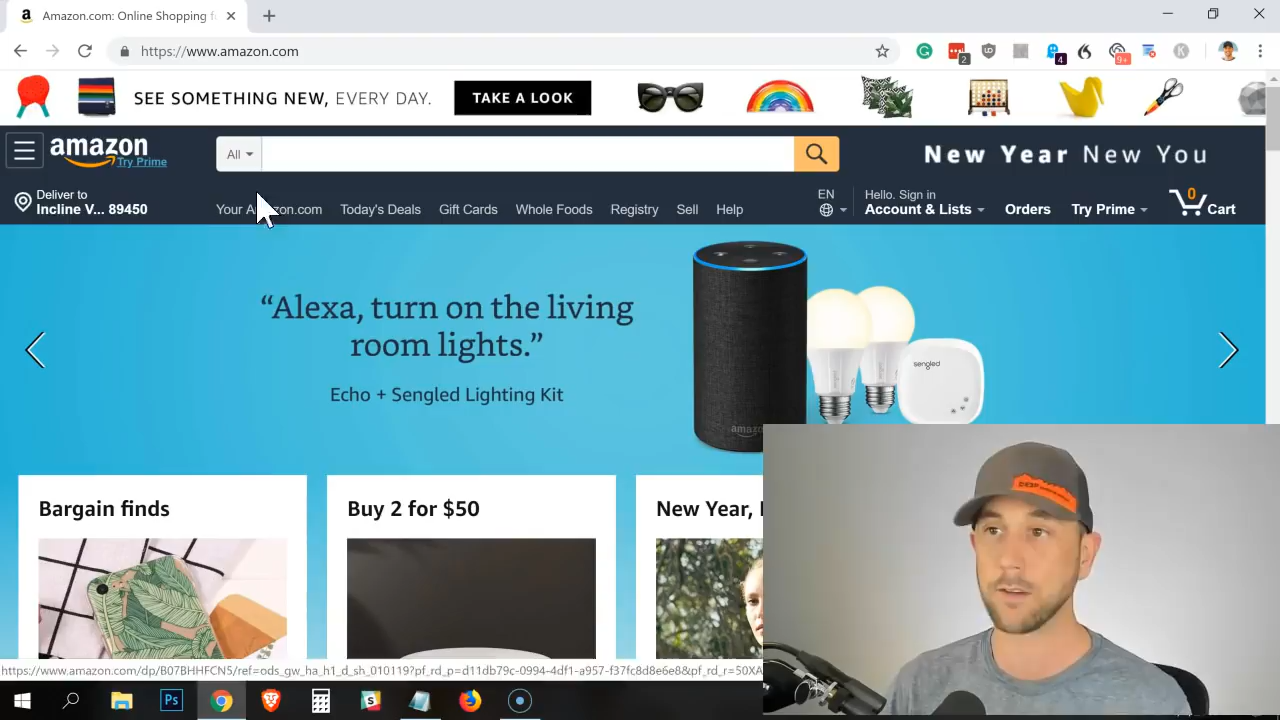 Amazon.com: Online Shopping f
https://www.amazon.com
2
4
9+
SEE SOMETHING NEW, EVERY DAY.
TAKE A LOOK
amazon
Try Prime
All
New Year New You
Deliver to
Incline V... 89450
Your A zon.com
Today's Deals
Gift Cards
Whole Foods
Registry
Sell
Help
EN
Hello. Sign in
Account & Lists
Orders
Try Prime
0
Cart
“Alexa, turn on the living
room lights.”
Echo + Sengled Lighting Kit
sengled
Bargain finds
Buy 2 for $50
New Year,
https://www.amazon.com/dp/B07BHHFCN5/ref=ods_gw_ha_h1_d_sh_010119?pf_rd_p=d11db79c-0994-4df1-a957-f37fc8d8e6e8&pf_rd_r=50XA
Ps